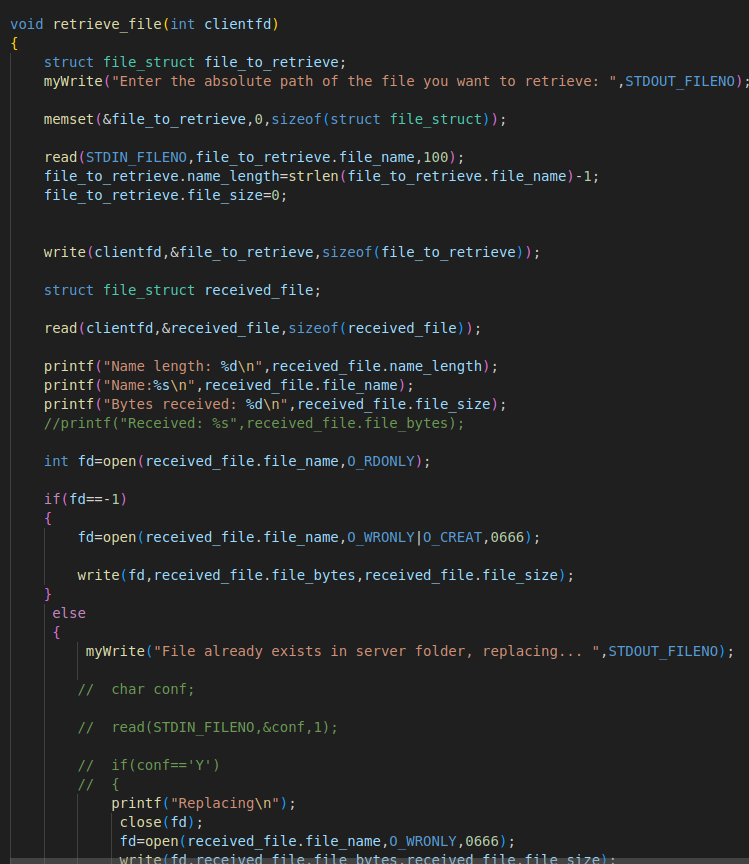 void retrieve_file(int clientfd)
{
struct file_struct file_to_retrieve;
myWrite("Enter the absolute path of the file you want to retrieve: ",STDOUT_FILENO);
memset(&file_to_retrieve,0,sizeof(struct file_struct));
read(STDIN_FILENO,file_to_retrieve.file_name,100);
file_to_retrieve.name_length=strlen(file_to_retrieve.file_name)-1;
file_to_retrieve.file_size=0;
write(clientfd,&file_to_retrieve,sizeof(file_to_retrieve));
struct file_struct received_file;
read(clientfd,&received_file,sizeof(received_file));
printf("Name length: %d\n",received_file.name_length);
printf("Name:%s\n",received_file.file_name);
printf("Bytes received: %d\n",received_file.file_size);
//printf("Received: %s",received_file.file_bytes);
int fd=open(received_file.file_name,O_RDONLY);
if(fd==-1)
{
fd=open(received_file.file_name,O_WRONLY|O_CREAT,0666);
write(fd,received_file.file_bytes,received_file.file_size);
}
else
{
myWrite("File already exists in server folder, replacing... ",STDOUT_FILENO);
// char conf;
// read(STDIN_FILENO,&conf,1);
// if(conf=='Y')
// {
printf("Replacing\n");
close(fd);
fd=open(received_file.file_name,O_WRONLY,0666);
write(fd,received_file.file_bytes,received_file.file_size);